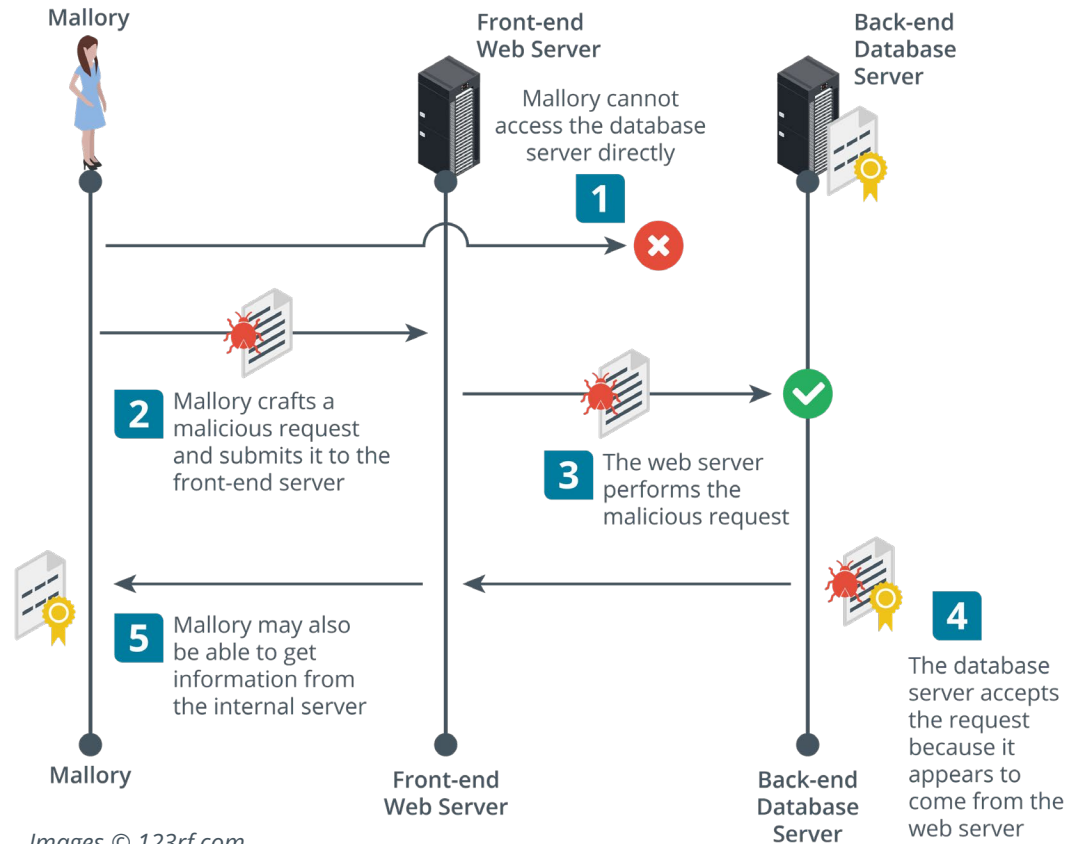 Mallory
Front-end
Web Server
Back-end
Database
Server
Mallory cannot
access the database
server directly
1
2
Mallory crafts a
malicious request
and submits it to the
front-end server
3
The web server
performs the
malicious request
4
The database
server accepts
the request
because it
appears to
come from the
web server
5
Mallory may also
be able to get
information from
the internal server
Mallory
Front-end
Web Server
Back-end
Database
Server
Images © 123rf.com